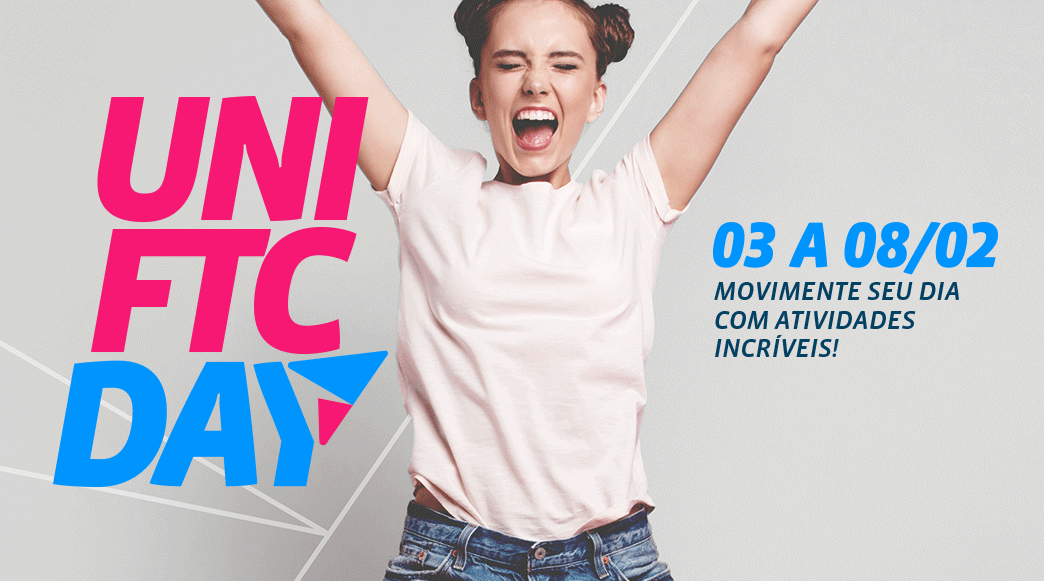 UNI
FTC
DAY
03 A 08/02
MOVIMENTE SEU DIA
COM ATIVIDADES
INCRÍVEIS!